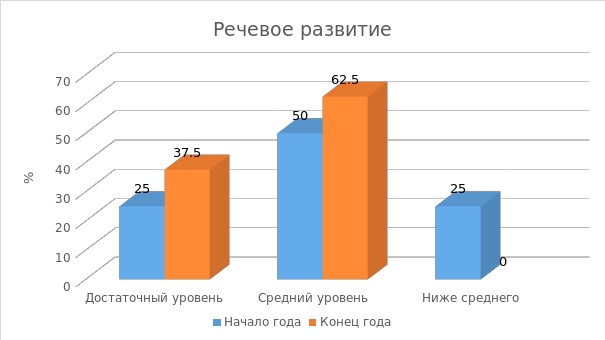 Речевое развитие
70
60
50
40
30
20
10
0
%
25
37.5
50
62.5
25
0
Достаточный уровень
Средний уровень
Ниже среднего
Начало года
Конец года